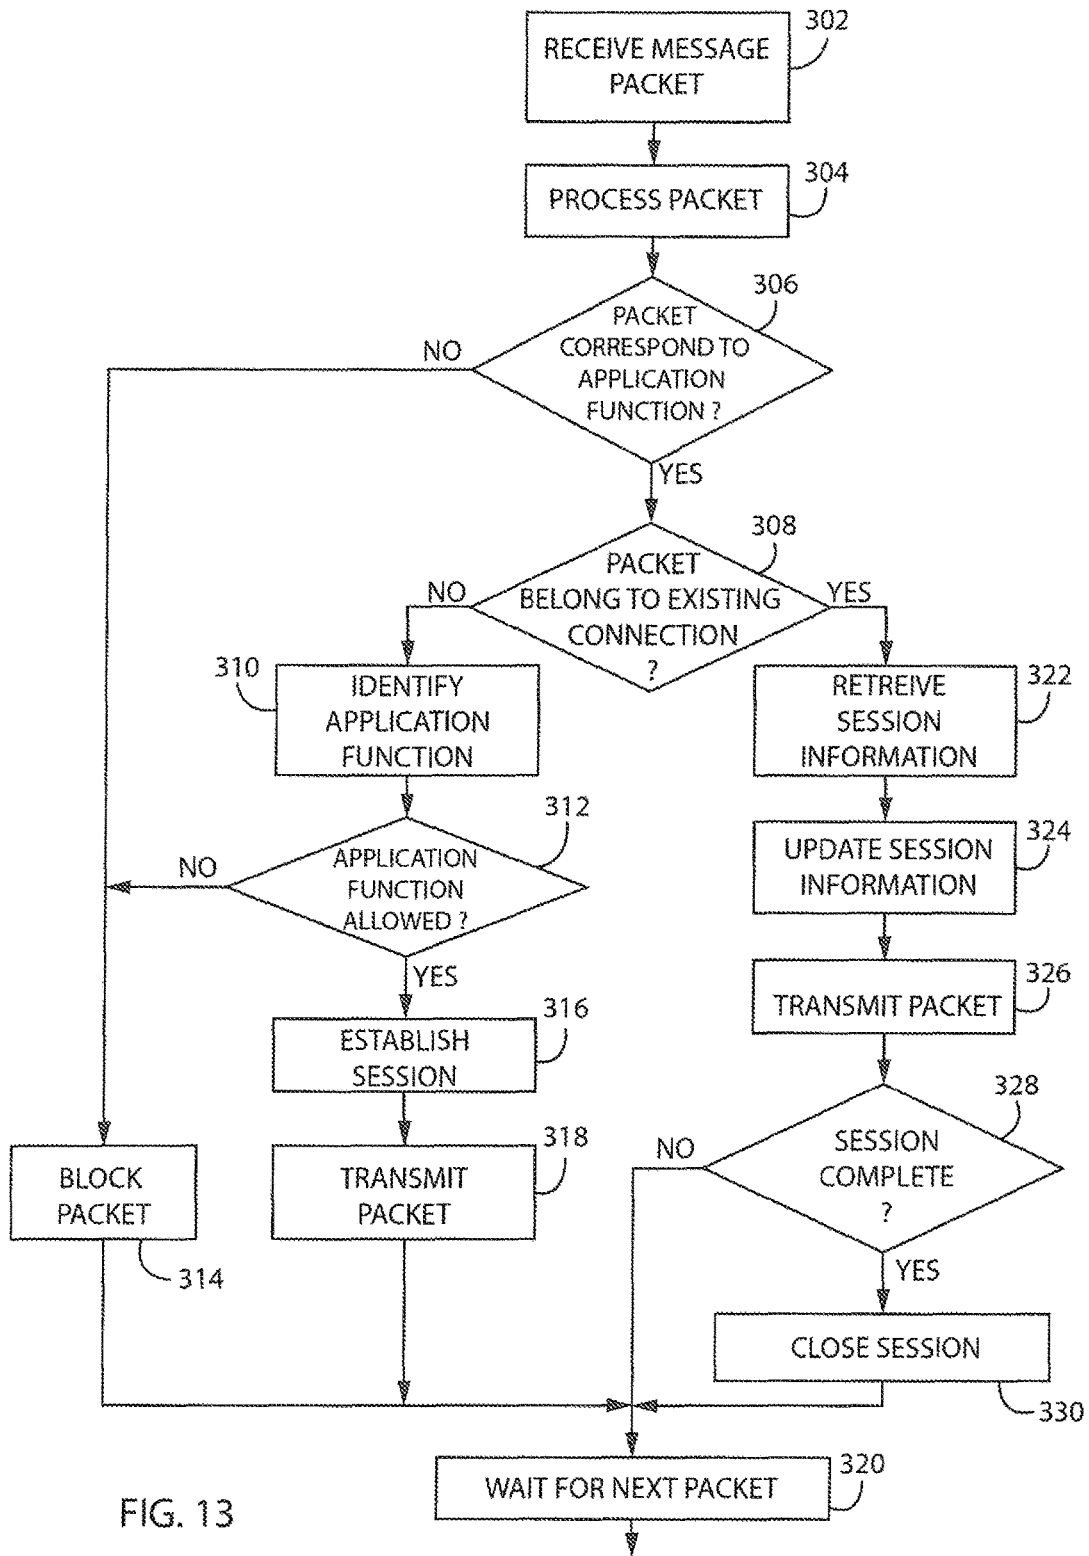 302
RECEIVE MESSAGE
PACKET
304
PROCESS PACKET
306
PACKET
CORRESPOND TO
APPLICATION
FUNCTION ?
NO
YES
308
PACKET
BELONG TO EXISTING
CONNECTION
?
NO
YES
310
IDENTIFY
APPLICATION
FUNCTION
322
RETREIVE
SESSION
INFORMATION
312
APPLICATION
FUNCTION
ALLOWED ?
NO
YES
324
UPDATE SESSION
INFORMATION
326
TRANSMIT PACKET
316
ESTABLISH
SESSION
328
SESSION
COMPLETE
?
NO
YES
318
TRANSMIT
PACKET
BLOCK
PACKET
314
CLOSE SESSION
330
320
WAIT FOR NEXT PACKET
FIG. 13